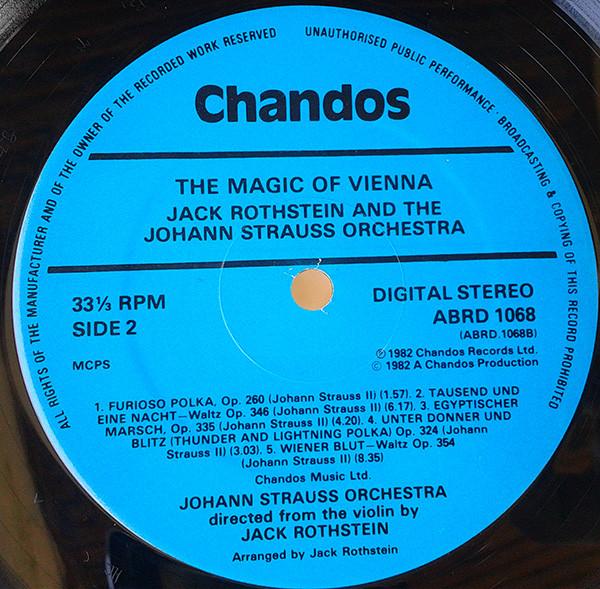 ALL RIGHTS OF THE MANUFACTURER AND OF THE OWNER OF THE RECORDED WORK RESERVED
UNAUTHORISED PUBLIC PERFORMANCE · BROADCASTING & COPYING OF THIS RECORD PROHIBITED
Chandos
THE MAGIC OF VIENNA
JACK ROTHSTEIN AND THE
JOHANN STRAUSS ORCHESTRA
33⅓ RPM
SIDE 2
MCPS
DIGITAL STEREO
ABRD 1068
(ABRD.1068B)
℗ 1982 Chandos Records Ltd.
© 1982 A Chandos Production
1. FURIOSO POLKA, Op. 260 (Johann Strauss II) (1.57). 2. TAUSEND UND
EINE NACHT—Waltz Op. 346 (Johann Strauss II) (6.17). 3. EGYPTISCHER
MARSCH, Op. 335 (Johann Strauss II) (4.20). 4. UNTER DONNER UND
BLITZ (THUNDER AND LIGHTNING POLKA) Op. 324 (Johann
Strauss II) (3.03). 5. WIENER BLUT—Waltz Op. 354
(Johann Strauss II) (8.35)
Chandos Music Ltd.
JOHANN STRAUSS ORCHESTRA
directed from the violin by
JACK ROTHSTEIN
Arranged by Jack Rothstein